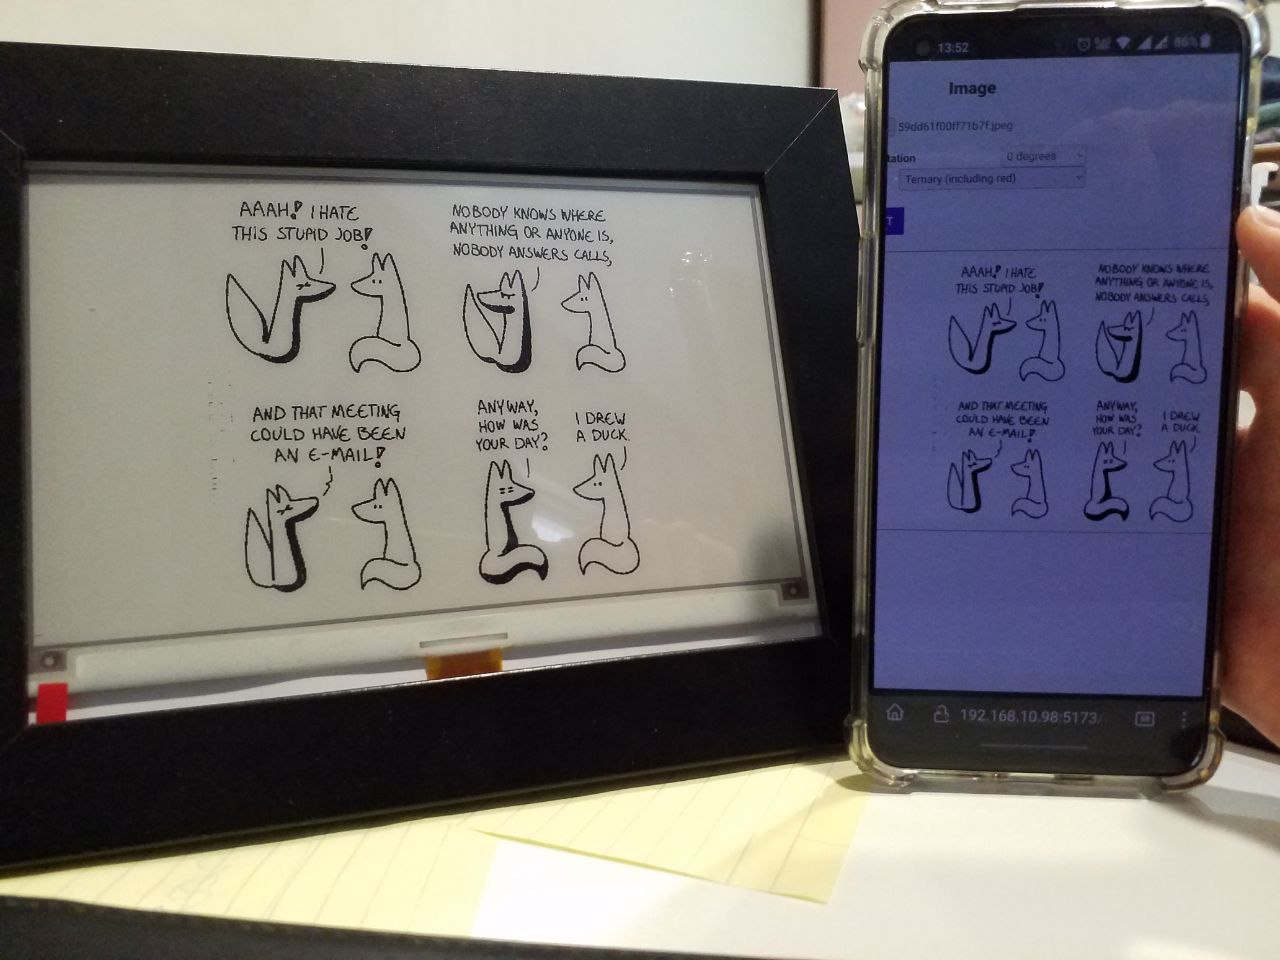 AAAH! I HATE
THIS STUPID JOB!
NOBODY KNOWS WHERE
ANYTHING OR ANYONE IS,
NOBODY ANSWERS CALLS,
AND THAT MEETING
COULD HAVE BEEN
AN E-MAIL!
ANYWAY,
HOW WAS
YOUR DAY?
I DREW
A DUCK.
13:52
86%
Image
59dd61f00ff71b7f.jpeg
tation
0 degrees
Ternary (including red)
T
AAAH! I HATE
THIS STUPID JOB!
NOBODY KNOWS WHERE
ANYTHING OR ANYONE IS,
NOBODY ANSWERS CALLS,
AND THAT MEETING
COULD HAVE BEEN
AN E-MAIL!
ANYWAY,
HOW WAS
YOUR DAY?
I DREW
A DUCK.
192.168.10.98:5173/